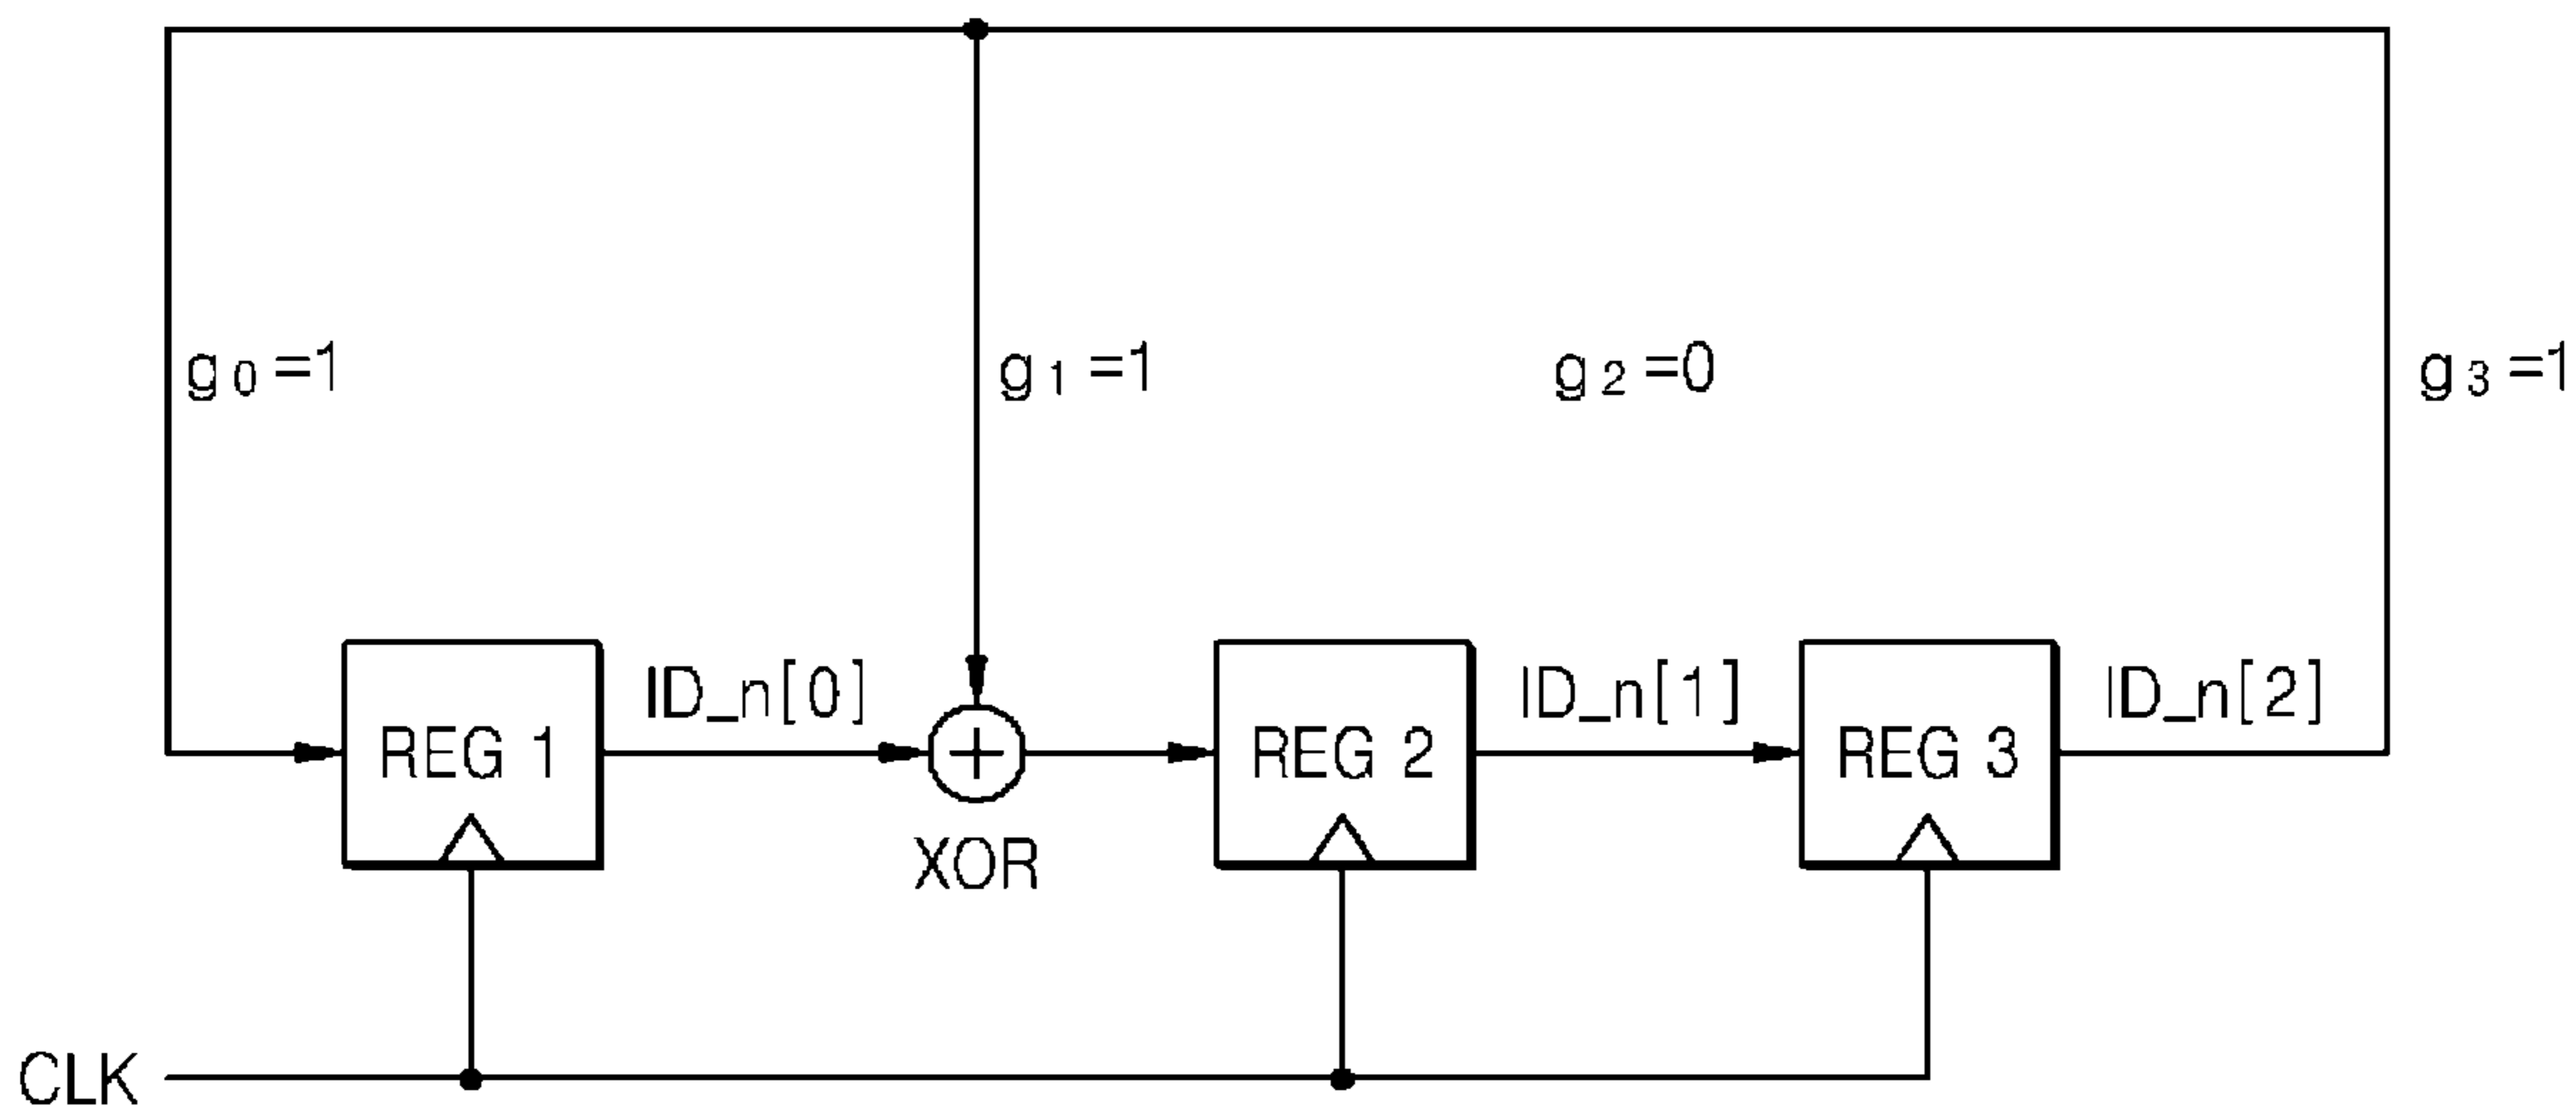 g0=1
g1=1
g2=0
g3=1
REG 1
ID_n[0]
XOR
REG 2
ID_n[1]
REG 3
ID_n[2]
CLK